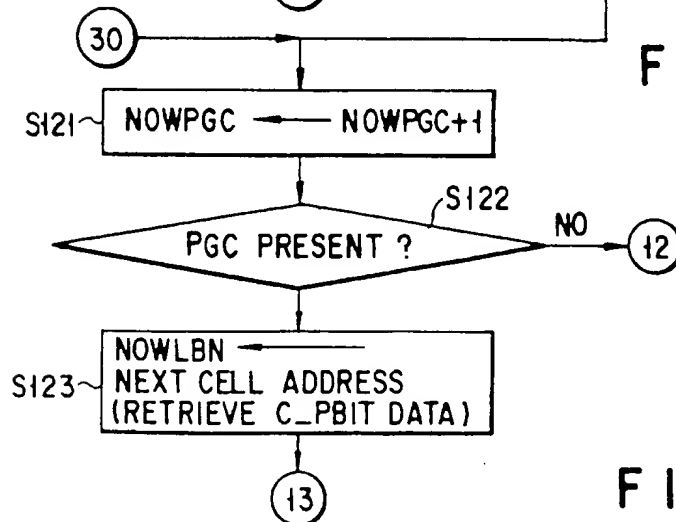 30
F
S121 NOWPGC ← NOWPGC+1
S122
PGC PRESENT ?
NO
12
NOWLBN ←
S123 NEXT CELL ADDRESS
(RETRIEVE C_PBIT DATA)
13
F I